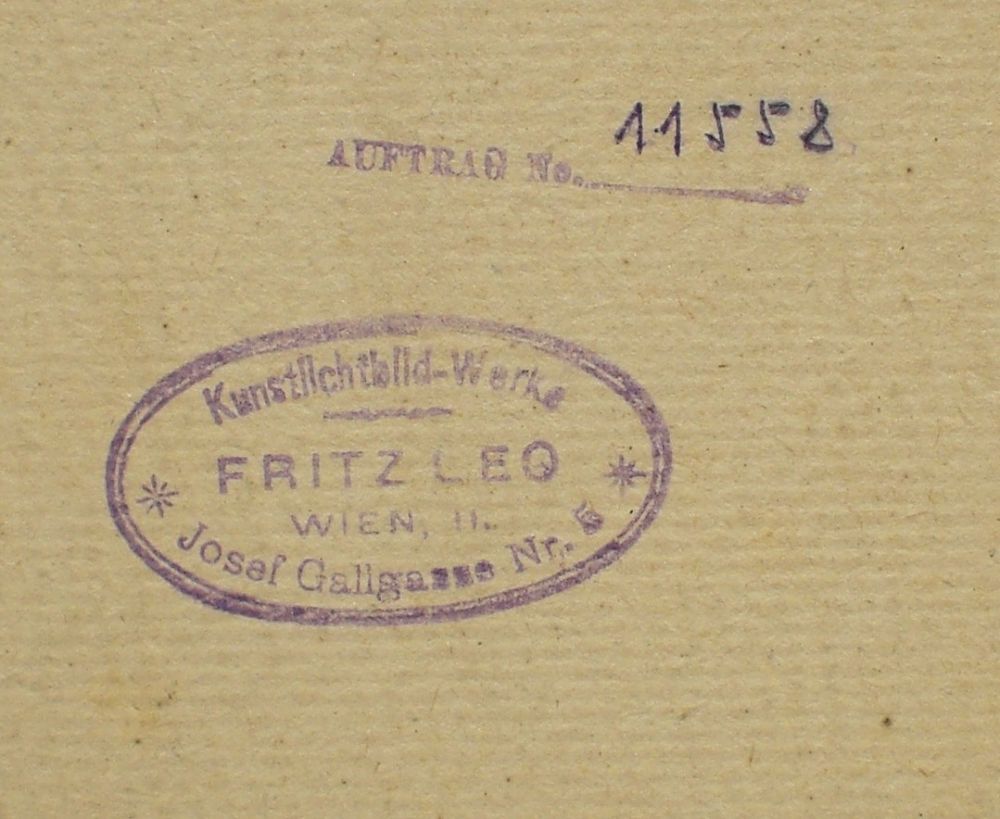 AUFTRAG No. 11558
Kunstlichtbild-Werke
FRITZ LEO
WIEN, II.
Josef Gallgasse Nr. 5